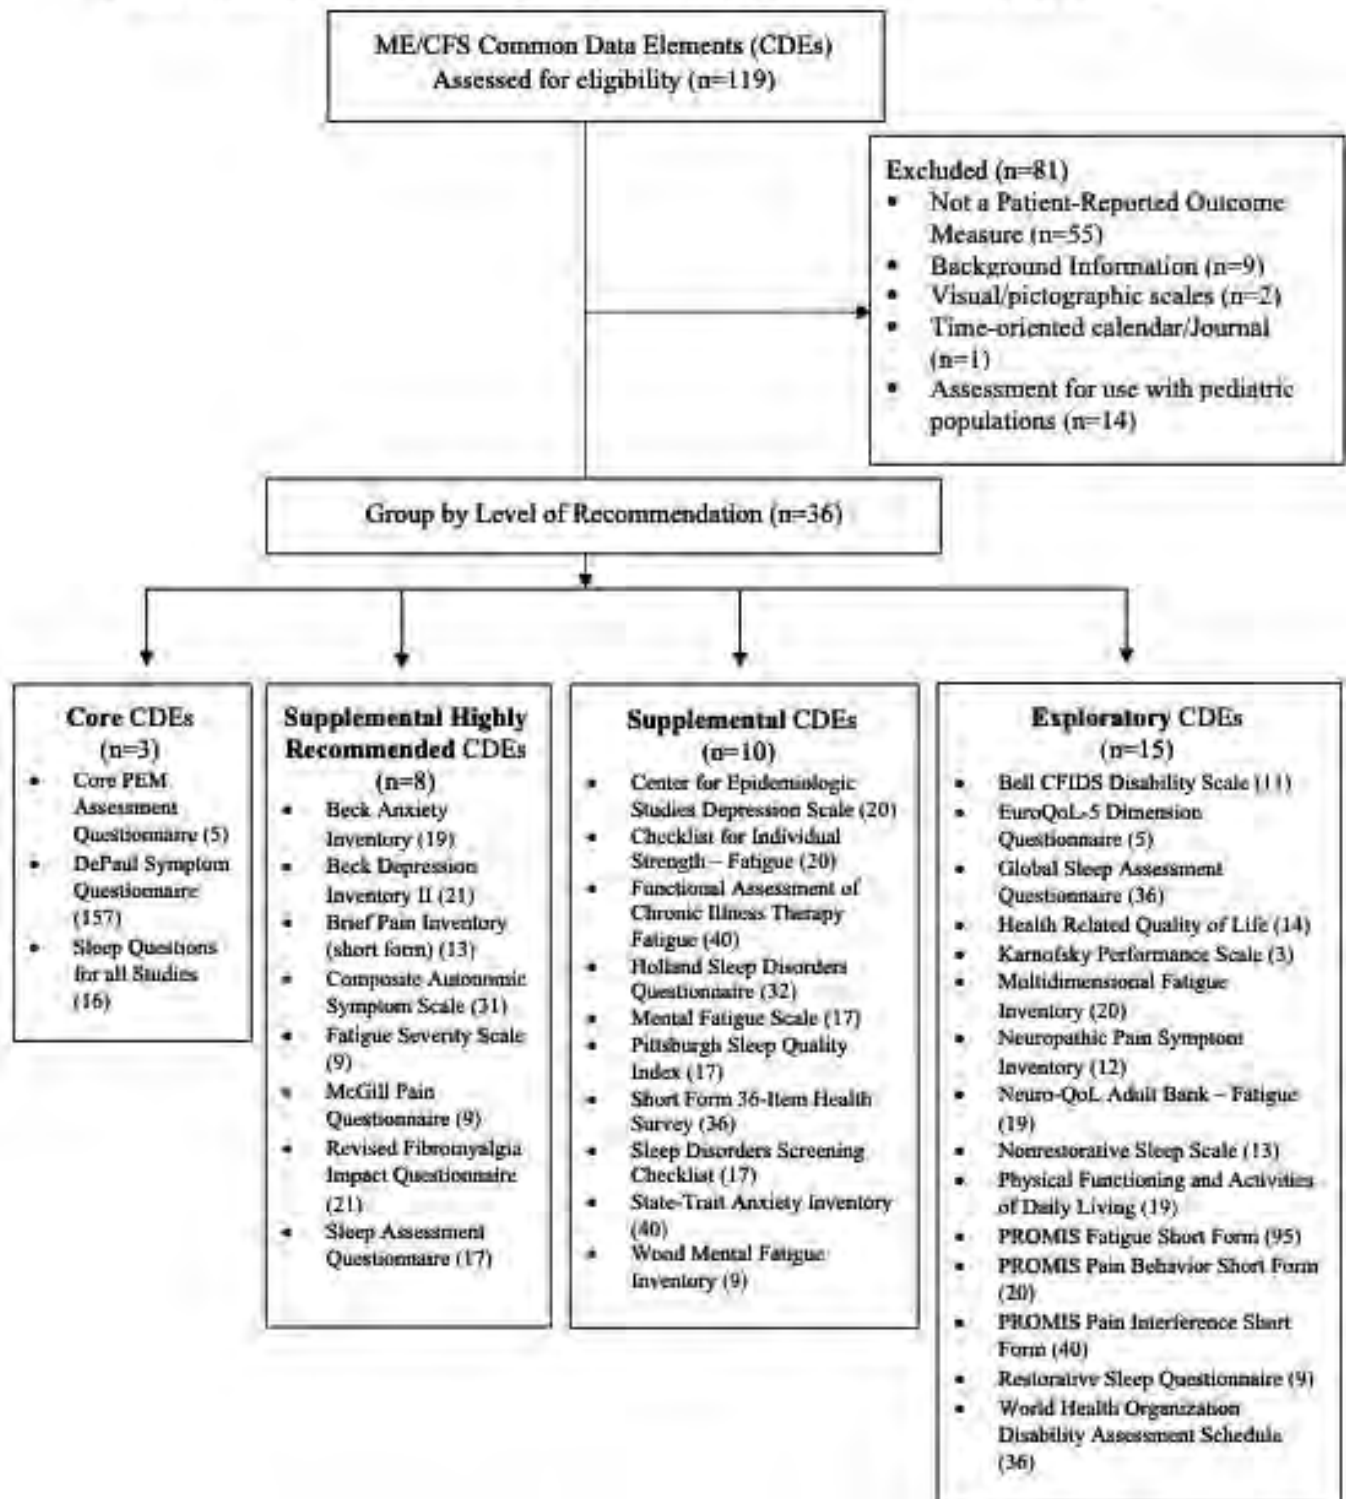 ME/CFS Common Data Elements (CDEs)
Assessed for eligibility (n=119)
Excluded (n=81)
• Not a Patient-Reported Outcome
Measure (n=55)
• Background Information (n=9)
• Visual/pictographic scales (n=2)
• Time-oriented calendar/Journal
(n=1)
• Assessment for use with pediatric
populations (n=14)
Group by Level of Recommendation (n=36)
Core CDEs
(n=3)
• Core PEM
Assessment
Questionnaire (5)
• DePaul Symptom
Questionnaire
(157)
• Sleep Questions
for all Studies
(16)
Supplemental Highly
Recommended CDEs
(n=8)
• Beck Anxiety
Inventory (19)
• Beck Depression
Inventory II (21)
• Brief Pain Inventory
(short form) (13)
• Composite Autonomic
Symptom Scale (31)
• Fatigue Severity Scale
(9)
• McGill Pain
Questionnaire (9)
• Revised Fibromyalgia
Impact Questionnaire
(21)
• Sleep Assessment
Questionnaire (17)
Supplemental CDEs
(n=10)
• Center for Epidemiologic
Studies Depression Scale (20)
• Checklist for Individual
Strength – Fatigue (20)
• Functional Assessment of
Chronic Illness Therapy
Fatigue (40)
• Holland Sleep Disorders
Questionnaire (32)
• Mental Fatigue Scale (17)
• Pittsburgh Sleep Quality
Index (17)
• Short Form 36-Item Health
Survey (36)
• Sleep Disorders Screening
Checklist (17)
• State-Trait Anxiety Inventory
(40)
• Wood Mental Fatigue
Inventory (9)
Exploratory CDEs
(n=15)
• Bell CFIDS Disability Scale (11)
• EuroQoL-5 Dimension
Questionnaire (5)
• Global Sleep Assessment
Questionnaire (36)
• Health Related Quality of Life (14)
• Karnofsky Performance Scale (3)
• Multidimensional Fatigue
Inventory (20)
• Neuropathic Pain Symptom
Inventory (12)
• Neuro-QoL Adult Bank – Fatigue
(19)
• Nonrestorative Sleep Scale (13)
• Physical Functioning and Activities
of Daily Living (19)
• PROMIS Fatigue Short Form (95)
• PROMIS Pain Behavior Short Form
(20)
• PROMIS Pain Interference Short
Form (40)
• Restorative Sleep Questionnaire (9)
• World Health Organization
Disability Assessment Schedula
(36)